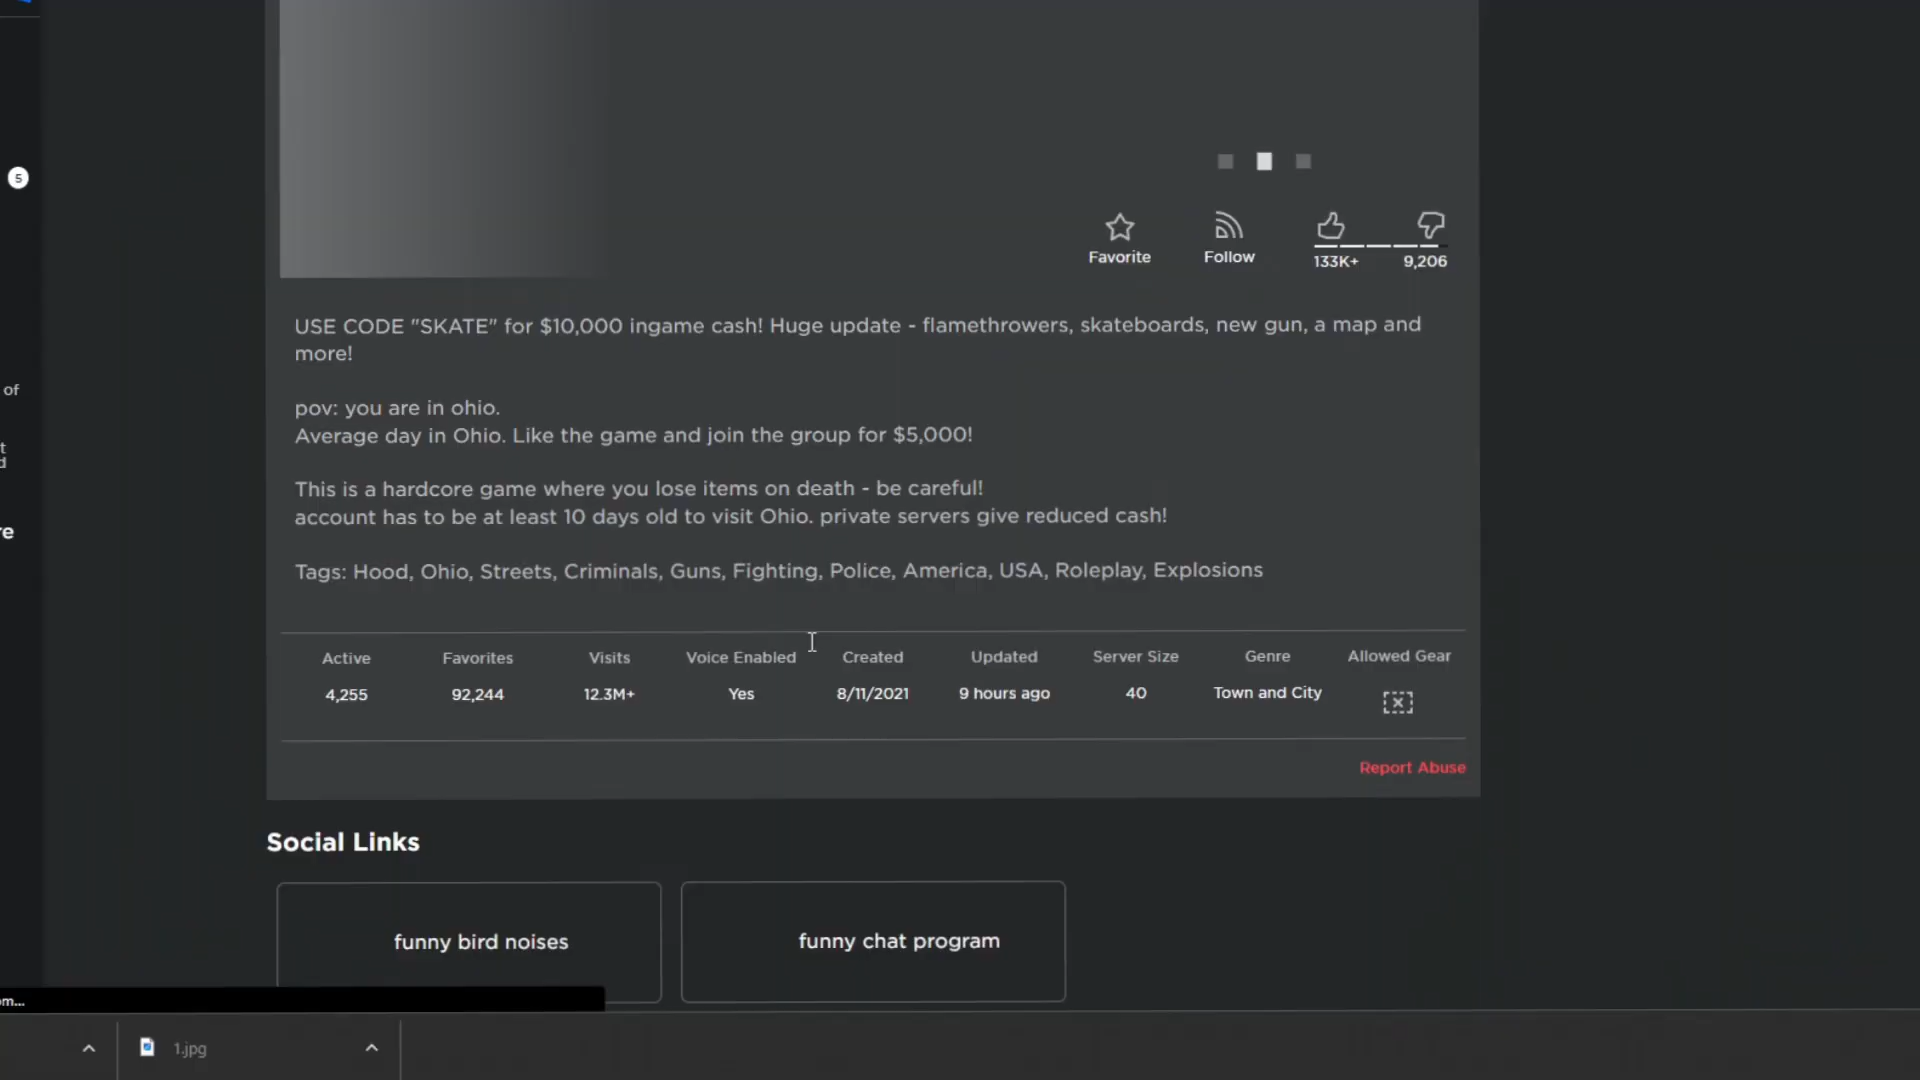 5
of
t
d
re
Favorite
Follow
133K+
9,206
USE CODE "SKATE" for $10,000 ingame cash! Huge update - flamethrowers, skateboards, new gun, a map and
more!
pov: you are in ohio.
Average day in Ohio. Like the game and join the group for $5,000!
This is a hardcore game where you lose items on death - be careful!
account has to be at least 10 days old to visit Ohio. private servers give reduced cash!
Tags: Hood, Ohio, Streets, Criminals, Guns, Fighting, Police, America, USA, Roleplay, Explosions
Active Favorites Visits Voice Enabled Created Updated Server Size Genre Allowed Gear
4,255 92,244 12.3M+ Yes 8/11/2021 9 hours ago 40 Town and City
Report Abuse
Social Links
funny bird noises
funny chat program
om...
1.jpg